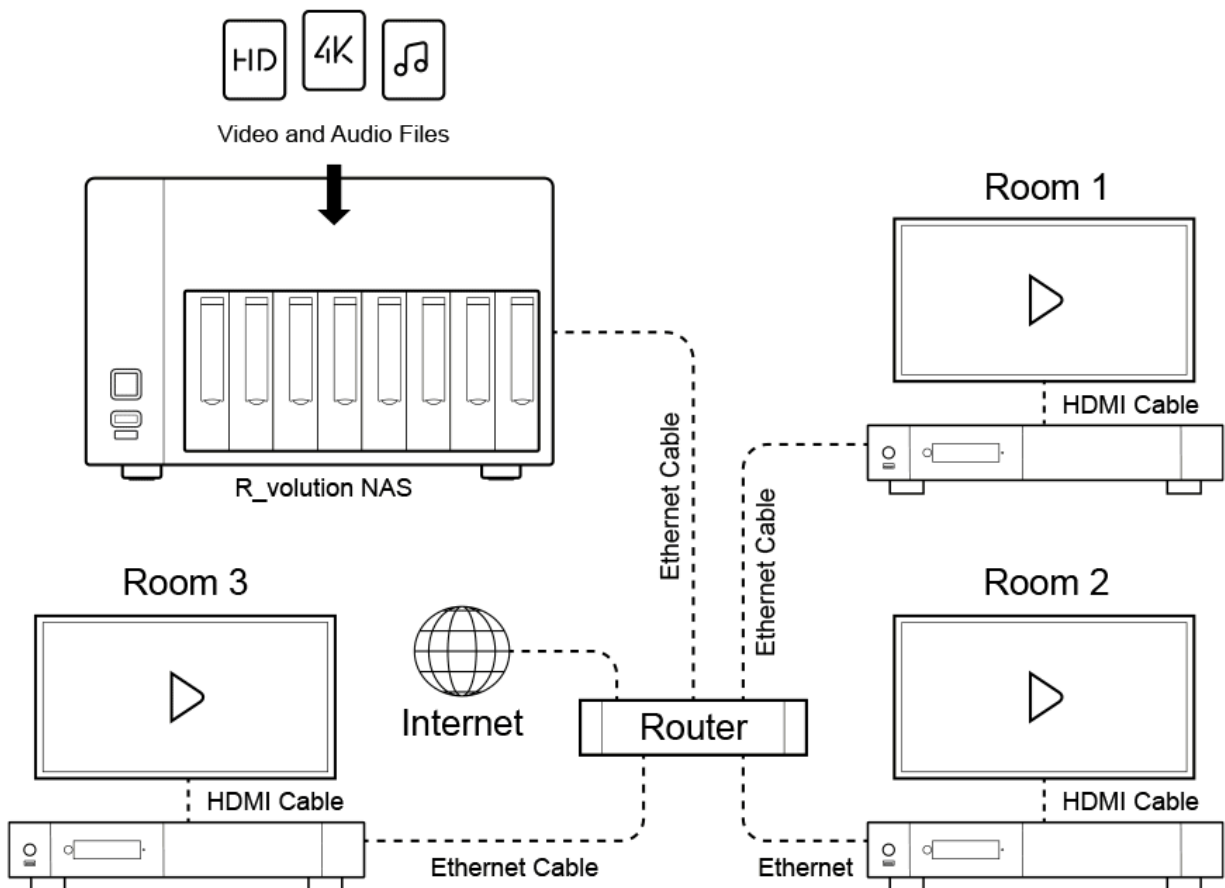 HD
4K
Video and Audio Files
R_volution NAS
Ethernet Cable
Ethernet Cable
Room 1
HDMI Cable
Room 3
HDMI Cable
Internet
Router
Room 2
HDMI Cable
Ethernet Cable
Ethernet